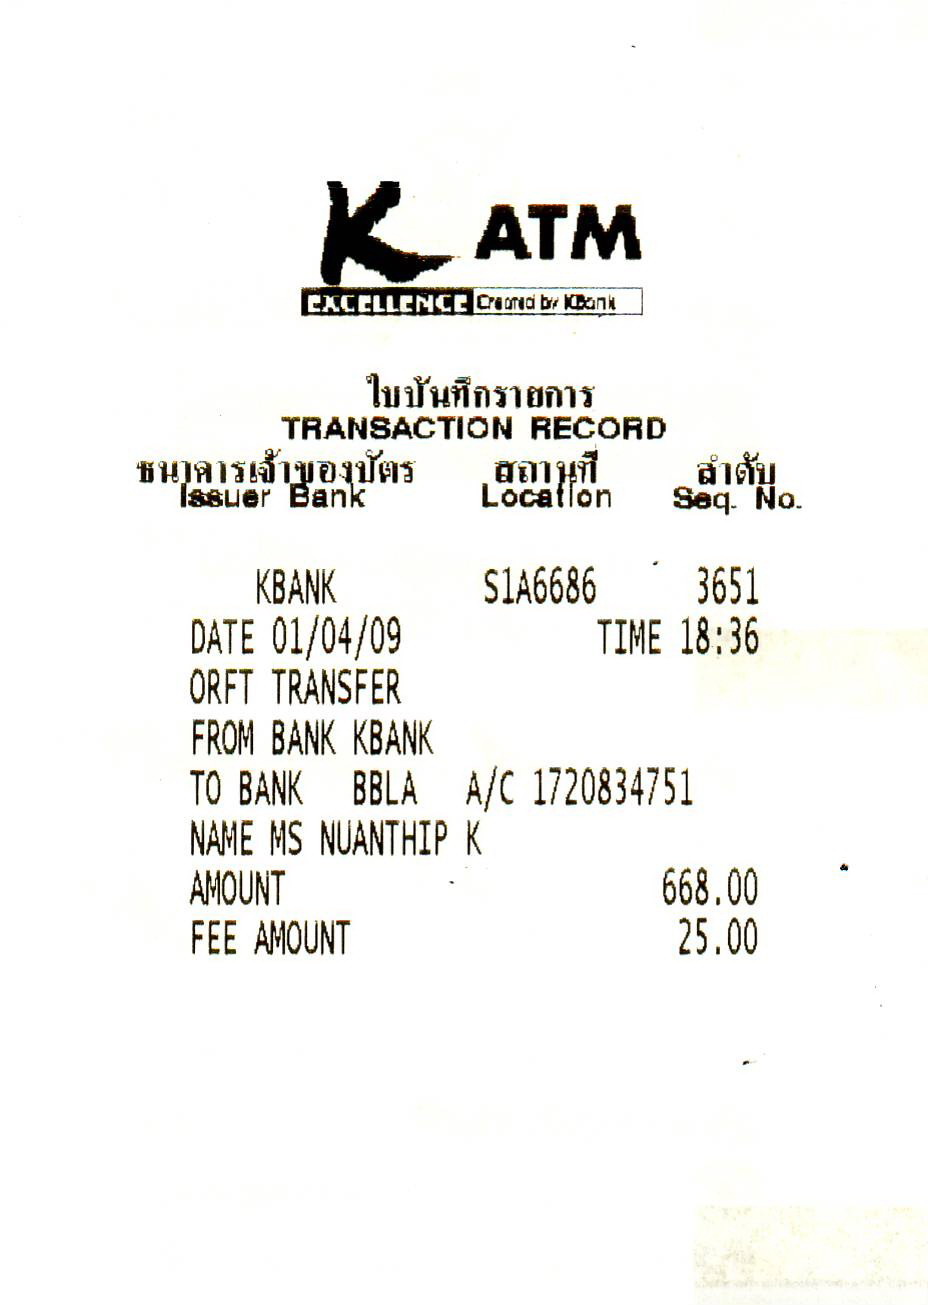 K ATM
EXCELLENCE Created by KBank
ใบบันทึกรายการ
TRANSACTION RECORD
ธนาคารเจ้าของบัตร สถานที่ ลำดับ
Issuer Bank Location Seq. No.
KBANK S1A6686 3651
DATE 01/04/09 TIME 18:36
ORFT TRANSFER
FROM BANK KBANK
TO BANK BBLA A/C 1720834751
NAME MS NUANTHIP K
AMOUNT 668.00
FEE AMOUNT 25.00